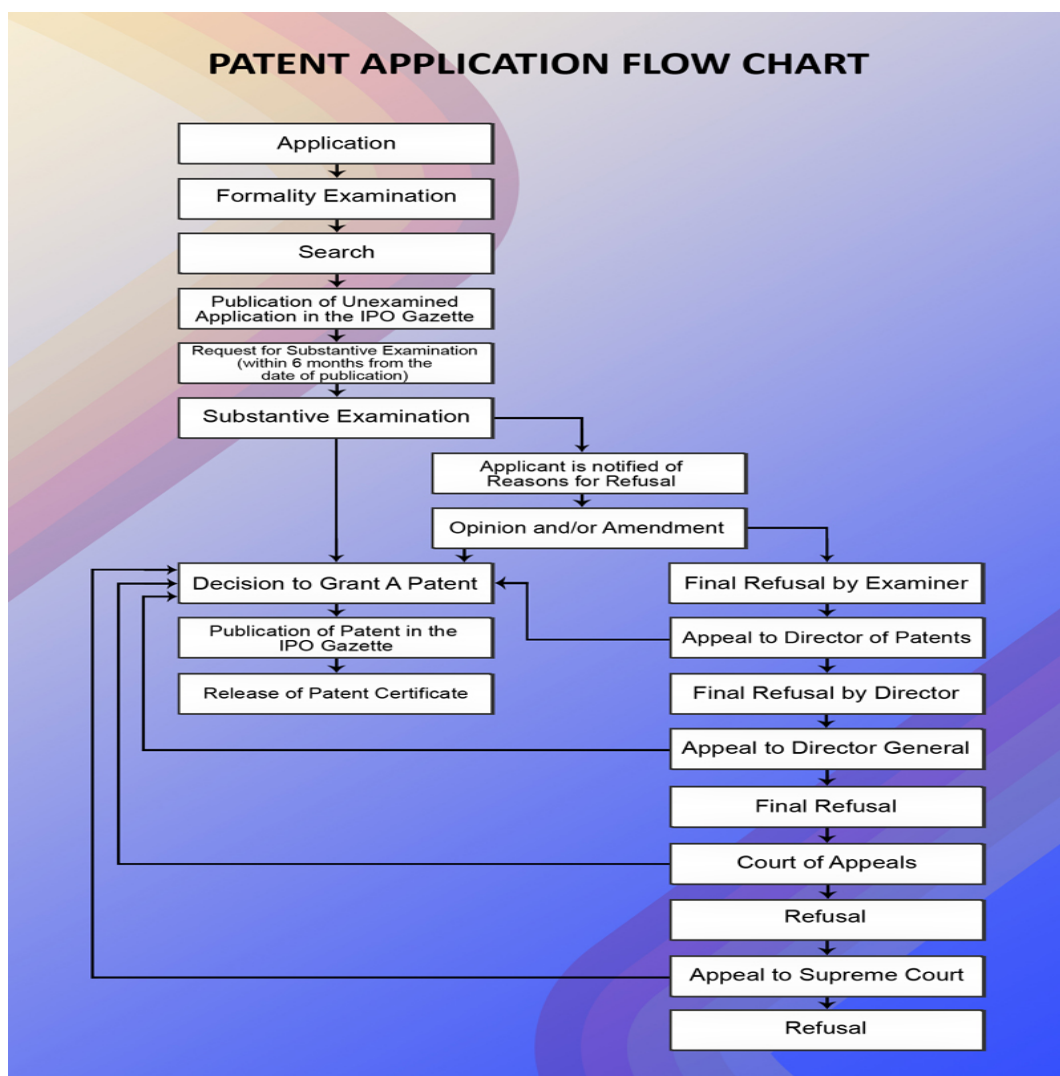 PATENT APPLICATION FLOW CHART
Application
Formality Examination
Search
Publication of Unexamined
Application in the IPO Gazette
Request for Substantive Examination
(within 6 months from the
date of publication)
Substantive Examination
Applicant is notified of
Reasons for Refusal
Opinion and/or Amendment
Decision to Grant A Patent
Final Refusal by Examiner
Publication of Patent in the
IPO Gazette
Appeal to Director of Patents
Release of Patent Certificate
Final Refusal by Director
Appeal to Director General
Final Refusal
Court of Appeals
Refusal
Appeal to Supreme Court
Refusal